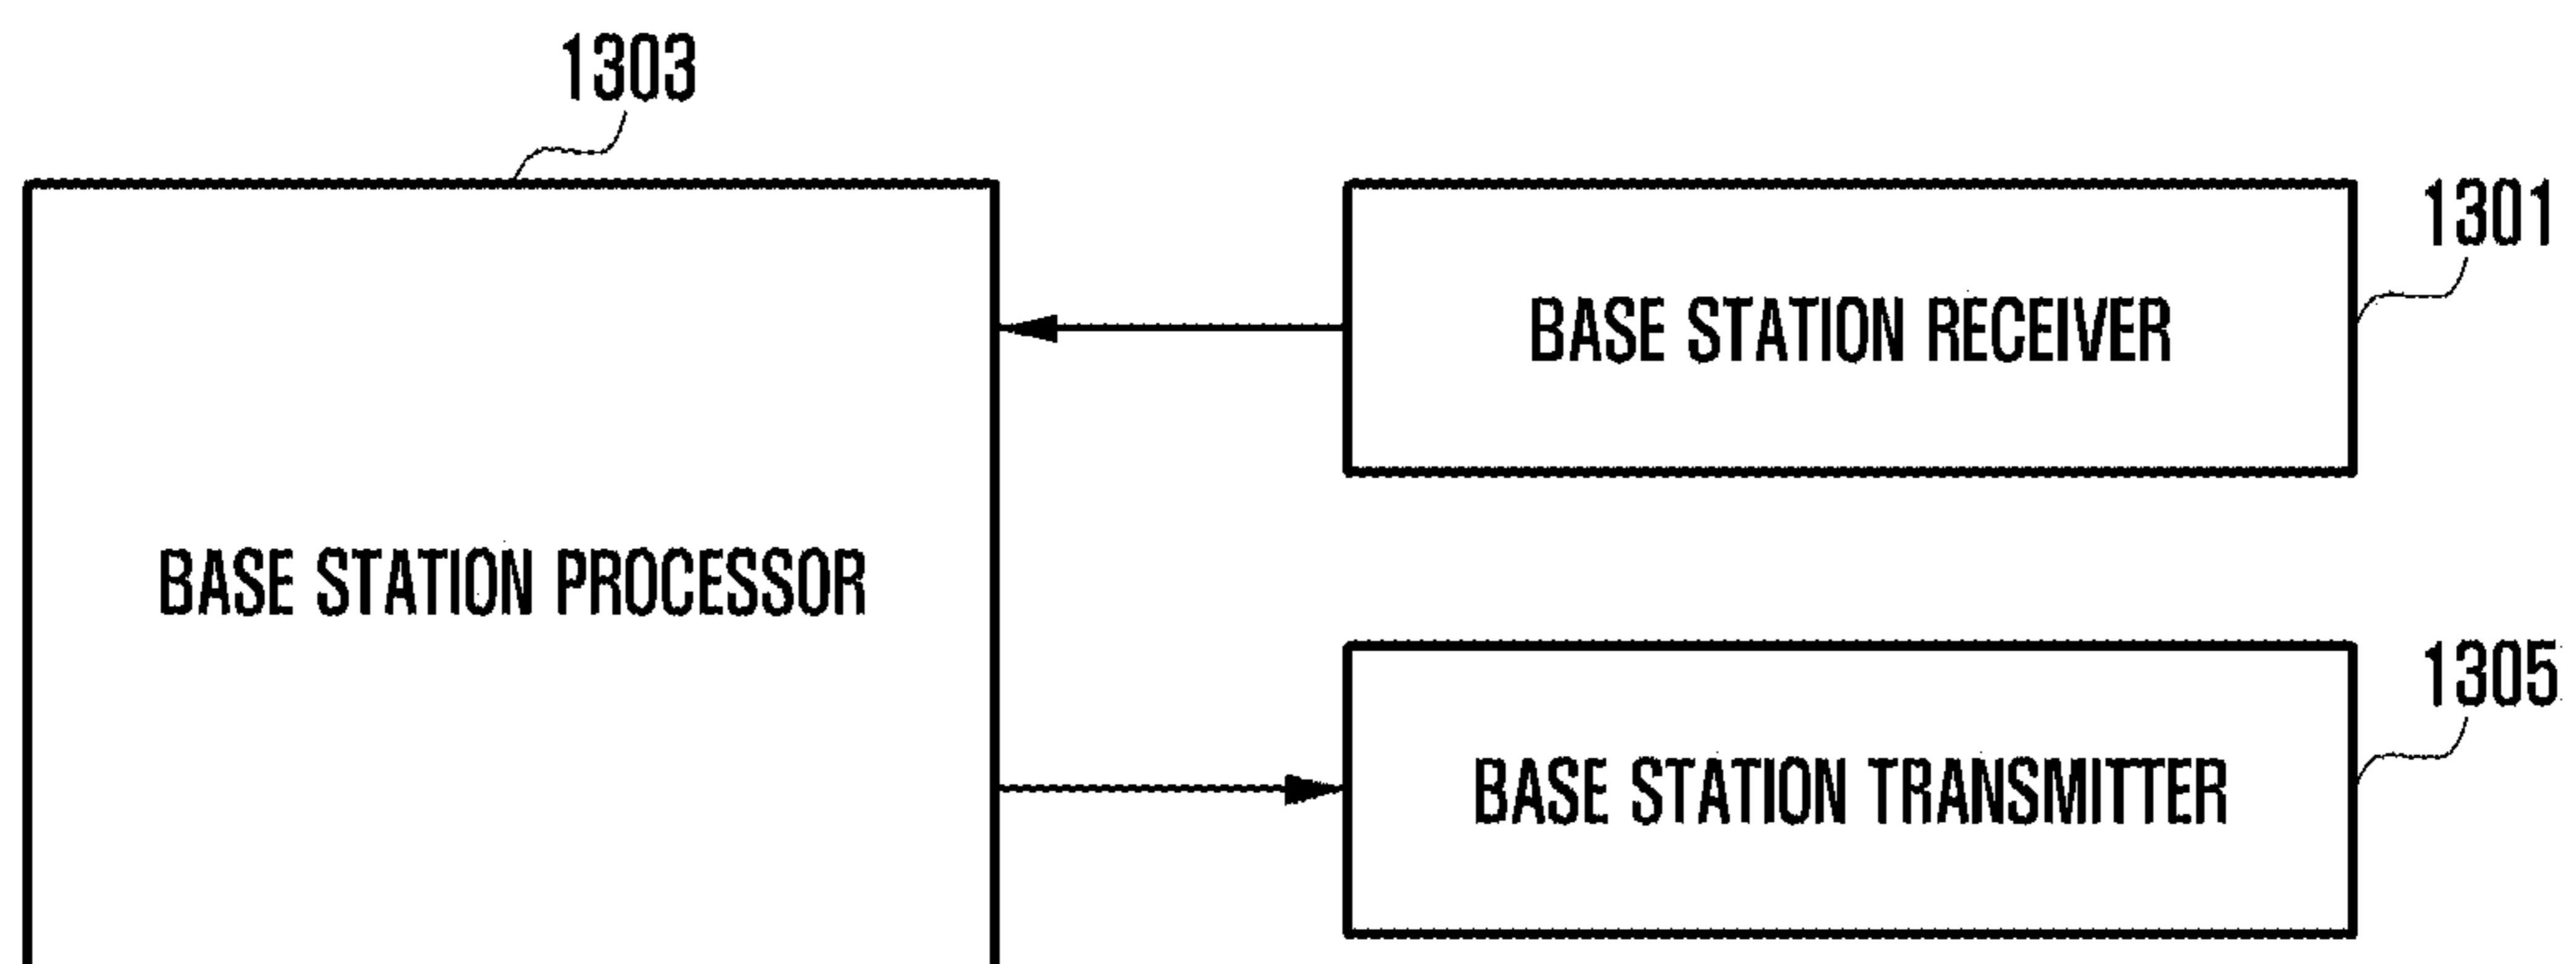 1303
1301
BASE STATION RECEIVER
BASE STATION PROCESSOR
1305
BASE STATION TRANSMITTER